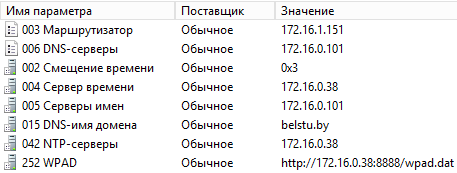 Имя параметра Поставщик Значение
003 Маршрутизатор Обычное 172.16.1.151
006 DNS-серверы Обычное 172.16.0.101
002 Смещение времени Обычное 0x3
004 Сервер времени Обычное 172.16.0.38
005 Серверы имен Обычное 172.16.0.101
015 DNS-имя домена Обычное belstu.by
042 NTP-серверы Обычное 172.16.0.38
252 WPAD Обычное http://172.16.0.38:8888/wpad.dat